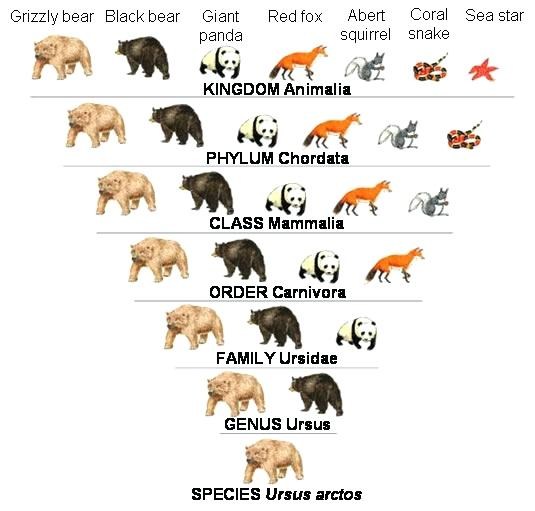 Grizzly bear Black bear Giant panda Red fox Abert squirrel Coral snake Sea star
KINGDOM Animalia
PHYLUM Chordata
CLASS Mammalia
ORDER Carnivora
FAMILY Ursidae
GENUS Ursus
SPECIES Ursus arctos